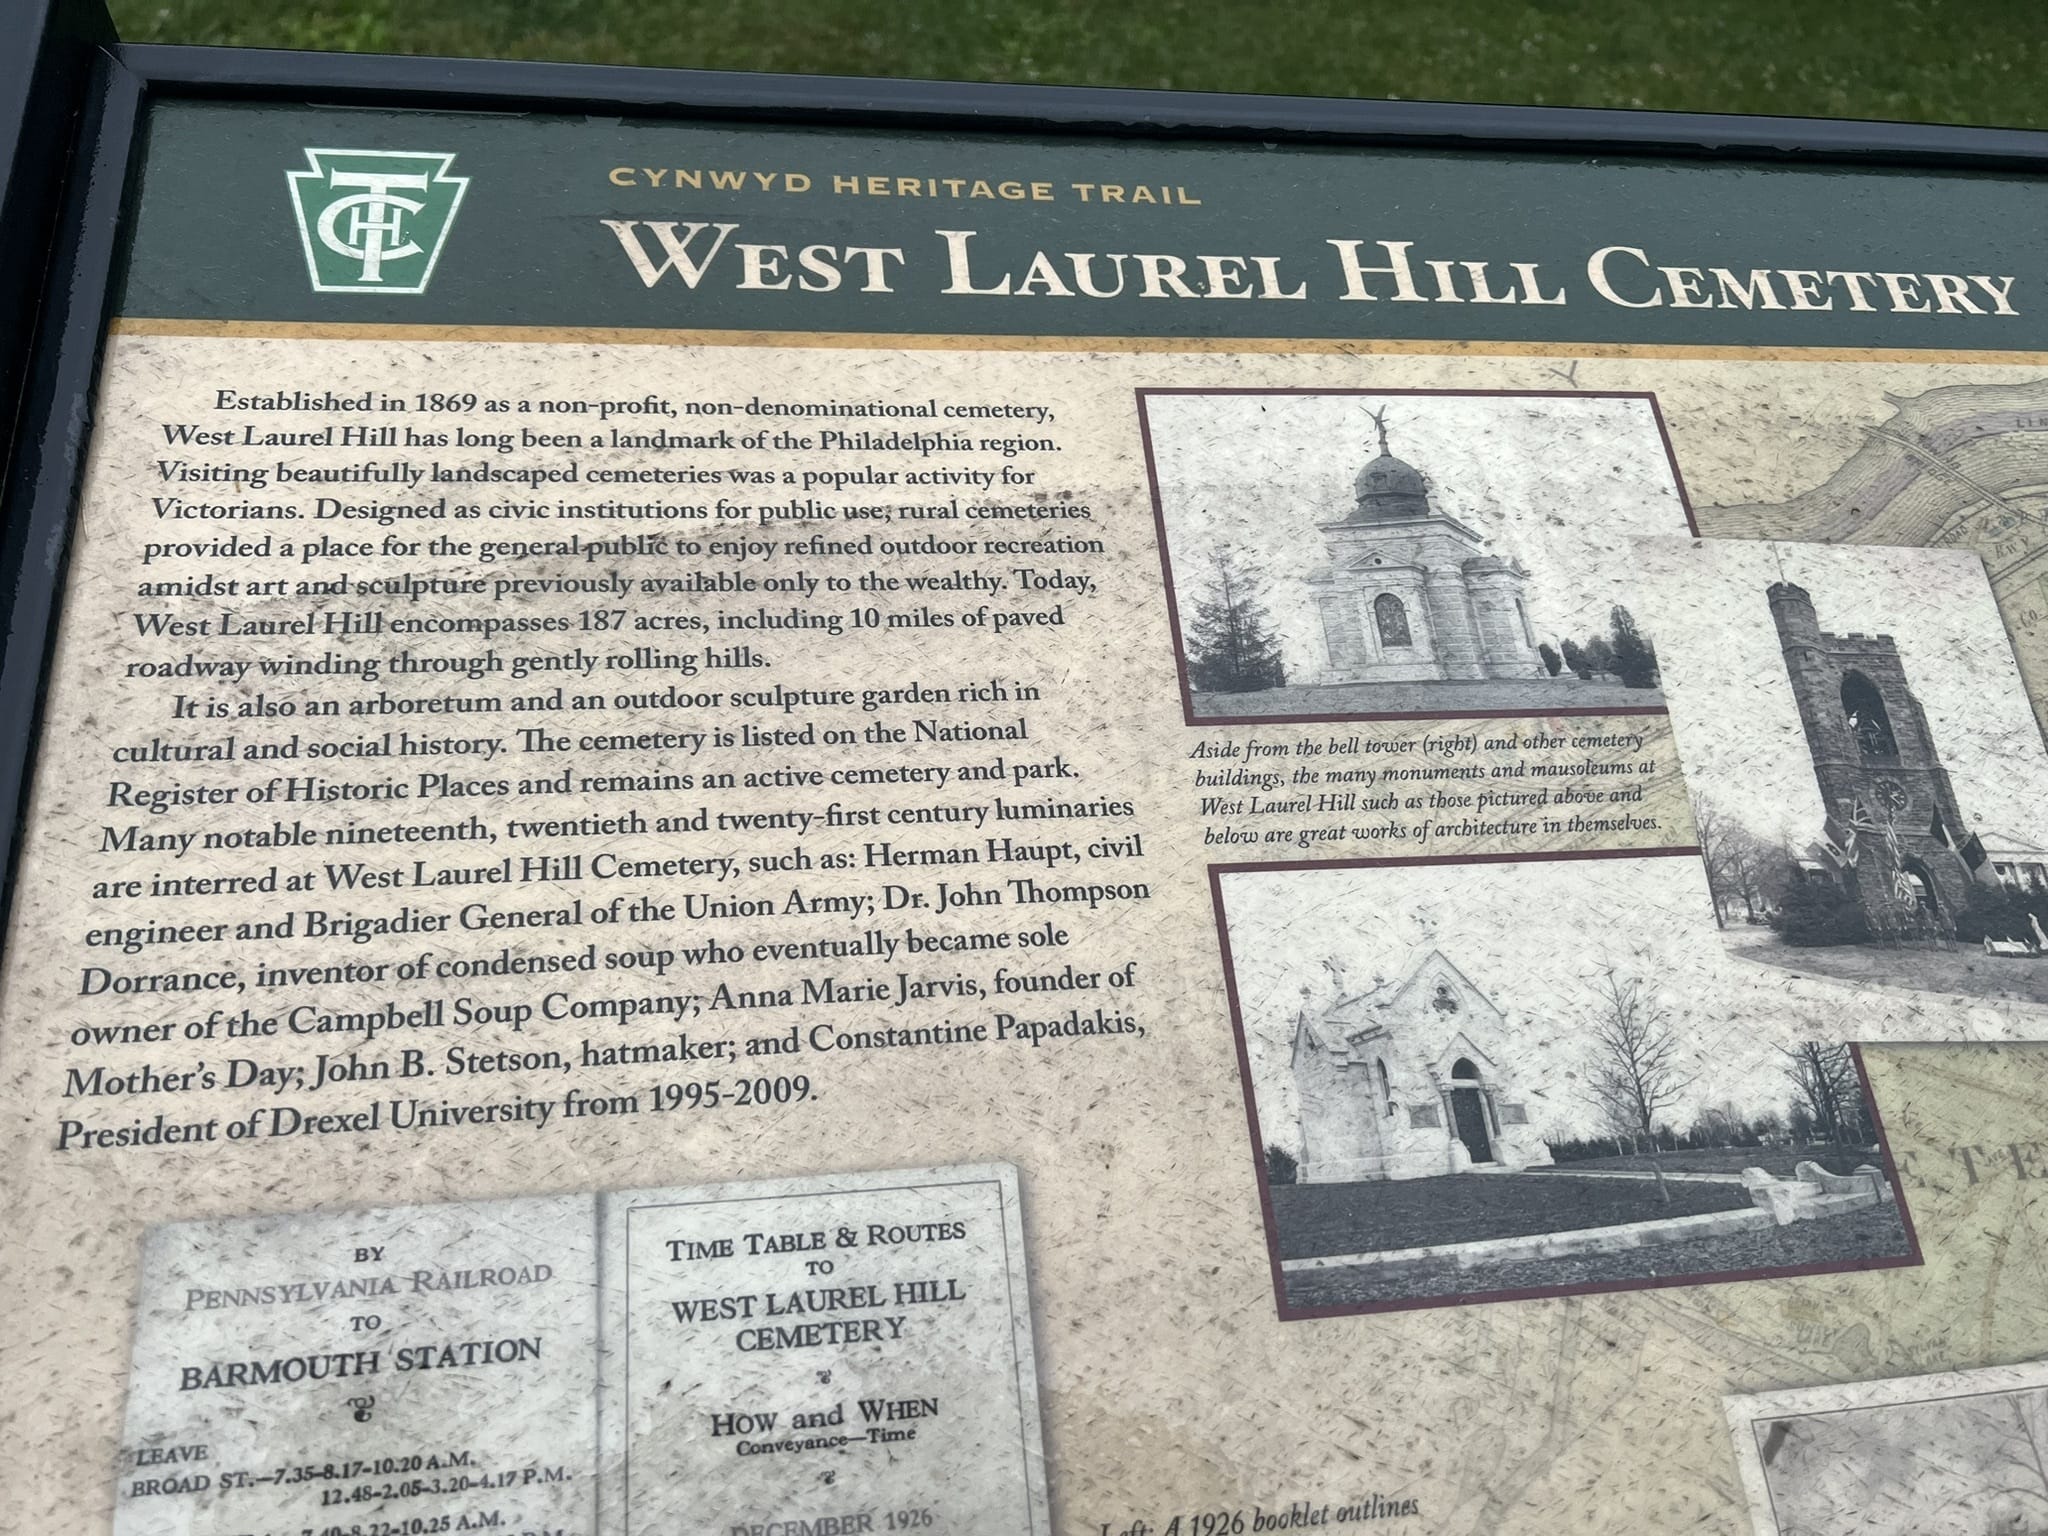 CYNWYD HERITAGE TRAIL
WEST LAUREL HILL CEMETERY
Established in 1869 as a non-profit, non-denominational cemetery,
West Laurel Hill has long been a landmark of the Philadelphia region.
Visiting beautifully landscaped cemeteries was a popular activity for
Victorians. Designed as civic institutions for public use, rural cemeteries
provided a place for the general public to enjoy refined outdoor recreation
amidst art and sculpture previously available only to the wealthy. Today,
West Laurel Hill encompasses 187 acres, including 10 miles of paved
roadway winding through gently rolling hills.
It is also an arboretum and an outdoor sculpture garden rich in
cultural and social history. The cemetery is listed on the National
Register of Historic Places and remains an active cemetery and park.
Many notable nineteenth, twentieth and twenty-first century luminaries
are interred at West Laurel Hill Cemetery, such as: Herman Haupt, civil
engineer and Brigadier General of the Union Army; Dr. John Thompson
Dorrance, inventor of condensed soup who eventually became sole
owner of the Campbell Soup Company; Anna Marie Jarvis, founder of
Mother's Day; John B. Stetson, hatmaker; and Constantine Papadakis,
President of Drexel University from 1995-2009.
Aside from the bell tower (right) and other cemetery
buildings, the many monuments and mausoleums at
West Laurel Hill such as those pictured above and
below are great works of architecture in themselves.
BY
PENNSYLVANIA RAILROAD
TO
BARMOUTH STATION
LEAVE
BROAD ST.—7.35-8.17-10.20 A.M.
12.48-2.05-3.20-4.17 P.M.
7.40-8.22-10.25 A.M.
TIME TABLE & ROUTES
TO
WEST LAUREL HILL
CEMETERY
HOW and WHEN
Conveyance—Time
DECEMBER 1926
Left: A 1926 booklet outlines